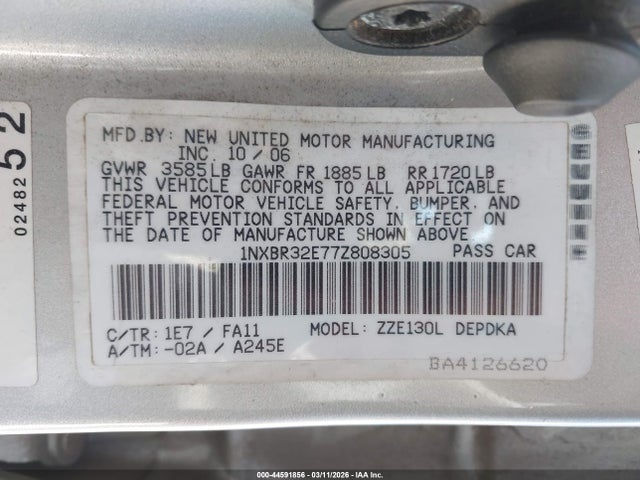 MFD.BY: NEW UNITED MOTOR MANUFACTURING
INC. 10 / 06
GVWR 3585LB GAWR FR 1885LB RR1720LB
THIS VEHICLE CONFORMS TO ALL APPLICABLE
FEDERAL MOTOR VEHICLE SAFETY, BUMPER, AND
THEFT PREVENTION STANDARDS IN EFFECT ON
THE DATE OF MANUFACTURE SHOWN ABOVE
1NXBR32E77Z808305 PASS CAR
C/TR: 1E7 / FA11 MODEL: ZZE130L DEPDKA
A/TM: -02A / A245E
BA4126620
02482
52
000-44591856 - 03/11/2026 - IAA Inc.